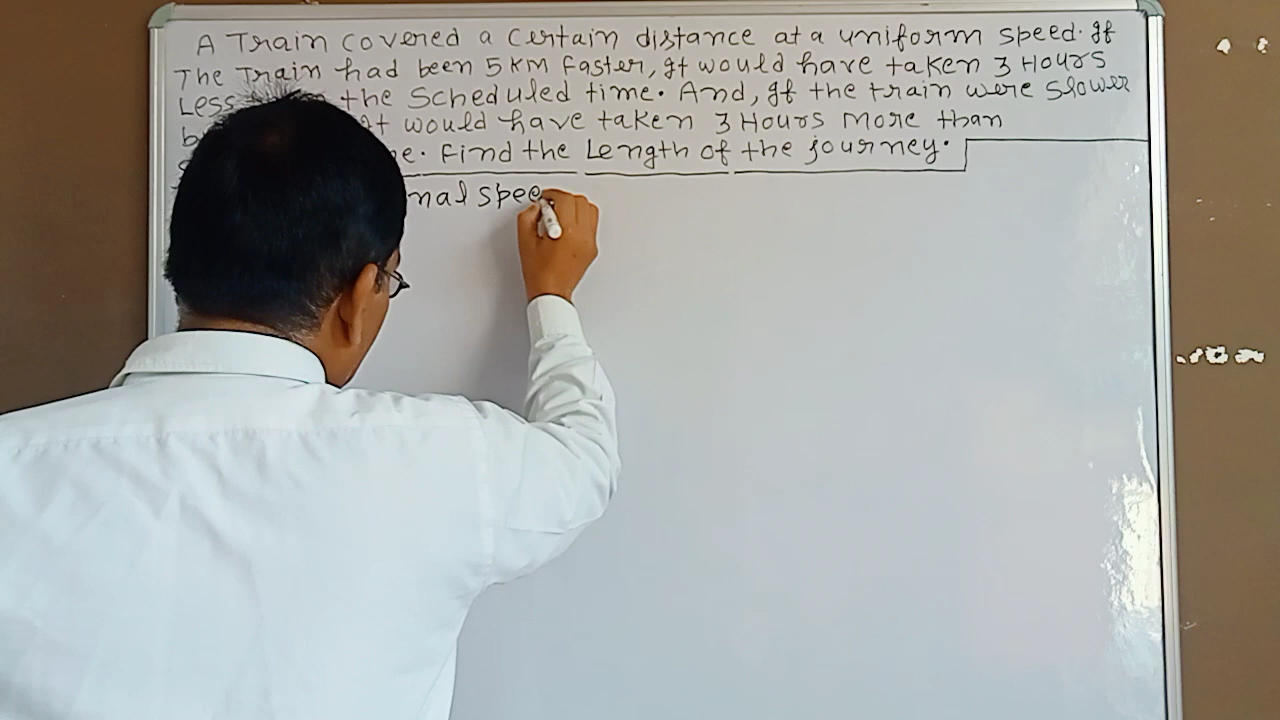 A Train covered a certain distance at a uniform speed. If
The Train had been 5 KM Faster, It would have taken 3 Hours
Less the Scheduled time. And, If the train were Slower
b It would have taken 3 Hours More than
Find the Length of the journey.
nal spee